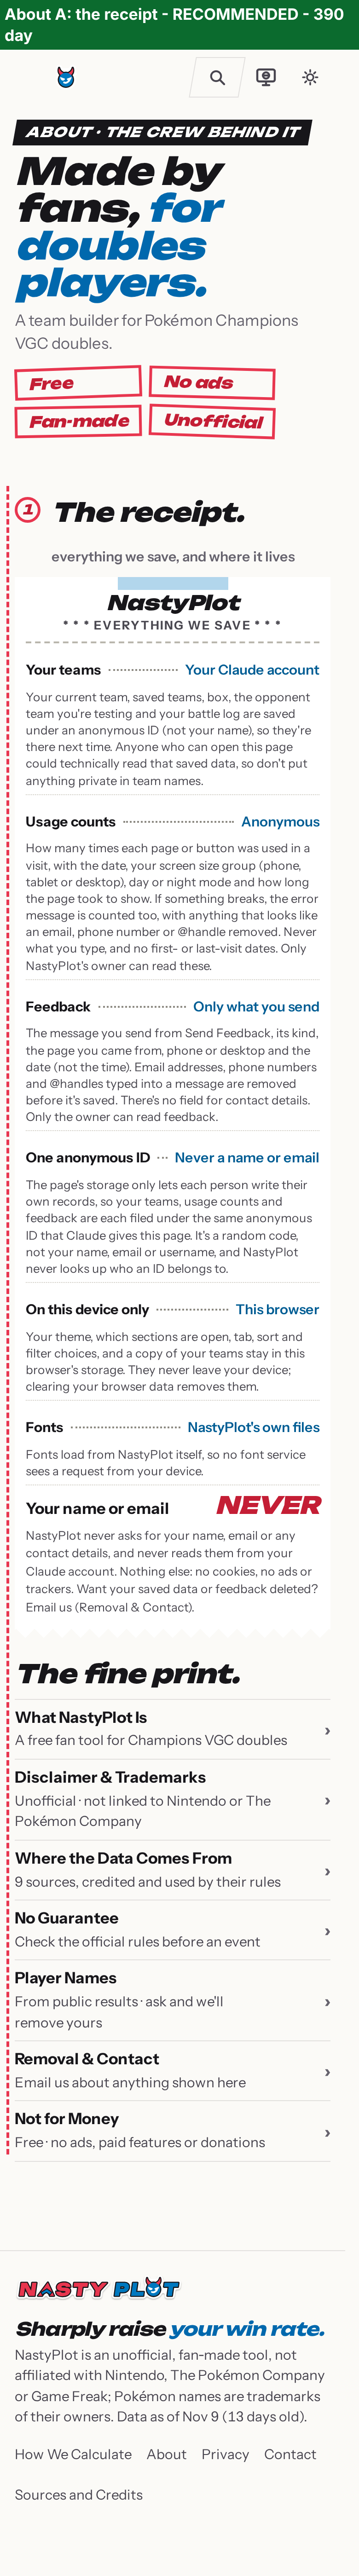 About A: the receipt - RECOMMENDED - 390
day
ABOUT · THE CREW BEHIND IT
Made by
fans, for
doubles
players.
A team builder for Pokémon Champions
VGC doubles.
Free
No ads
Fan-made
Unofficial
1 The receipt.
everything we save, and where it lives
NastyPlot
* * * EVERYTHING WE SAVE * * *
Your teams Your Claude account
Your current team, saved teams, box, the opponent
team you're testing and your battle log are saved
under an anonymous ID (not your name), so they're
there next time. Anyone who can open this page
could technically read that saved data, so don't put
anything private in team names.
Usage counts Anonymous
How many times each page or button was used in a
visit, with the date, your screen size group (phone,
tablet or desktop), day or night mode and how long
the page took to show. If something breaks, the error
message is counted too, with anything that looks like
an email, phone number or @handle removed. Never
what you type, and no first- or last-visit dates. Only
NastyPlot's owner can read these.
Feedback Only what you send
The message you send from Send Feedback, its kind,
the page you came from, phone or desktop and the
date (not the time). Email addresses, phone numbers
and @handles typed into a message are removed
before it's saved. There's no field for contact details.
Only the owner can read feedback.
One anonymous ID Never a name or email
The page's storage only lets each person write their
own records, so your teams, usage counts and
feedback are each filed under the same anonymous
ID that Claude gives this page. It's a random code,
not your name, email or username, and NastyPlot
never looks up who an ID belongs to.
On this device only This browser
Your theme, which sections are open, tab, sort and
filter choices, and a copy of your teams stay in this
browser's storage. They never leave your device;
clearing your browser data removes them.
Fonts NastyPlot's own files
Fonts load from NastyPlot itself, so no font service
sees a request from your device.
Your name or email NEVER
NastyPlot never asks for your name, email or any
contact details, and never reads them from your
Claude account. Nothing else: no cookies, no ads or
trackers. Want your saved data or feedback deleted?
Email us (Removal & Contact).
The fine print.
What NastyPlot Is
A free fan tool for Champions VGC doubles
Disclaimer & Trademarks
Unofficial · not linked to Nintendo or The
Pokémon Company
Where the Data Comes From
9 sources, credited and used by their rules
No Guarantee
Check the official rules before an event
Player Names
From public results · ask and we'll
remove yours
Removal & Contact
Email us about anything shown here
Not for Money
Free · no ads, paid features or donations
NASTY PLOT
Sharply raise your win rate.
NastyPlot is an unofficial, fan-made tool, not
affiliated with Nintendo, The Pokémon Company
or Game Freak; Pokémon names are trademarks
of their owners. Data as of Nov 9 (13 days old).
How We Calculate About Privacy Contact
Sources and Credits